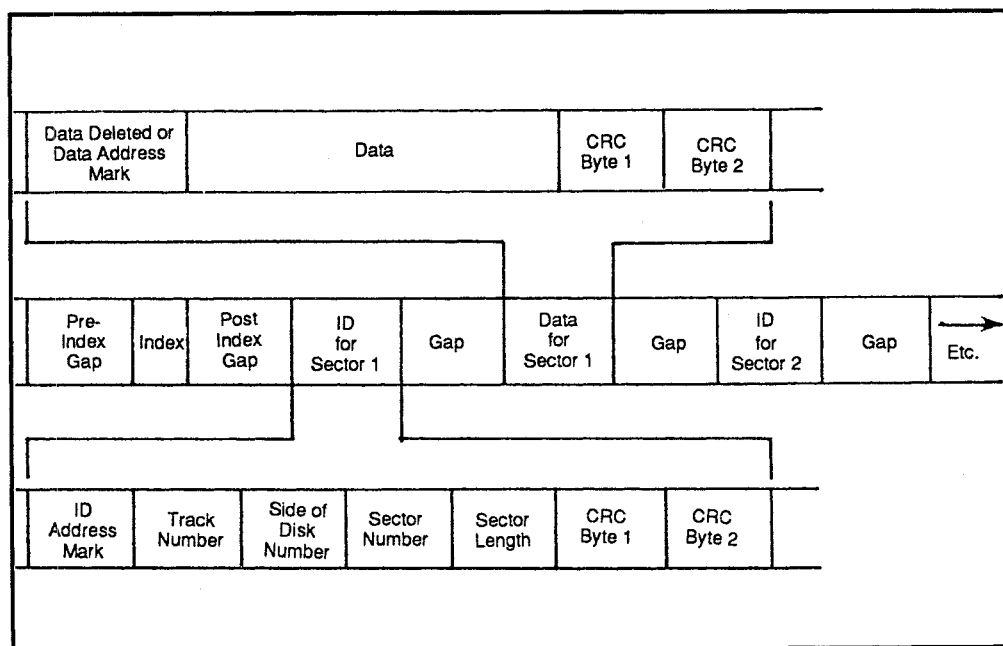 Data Deleted or
Data Address
Mark
Data
CRC
Byte 1
CRC
Byte 2
Pre-
Index
Gap
Index
Post
Index
Gap
ID
for
Sector 1
Gap
Data
for
Sector 1
Gap
ID
for
Sector 2
Gap
Etc.
ID
Address
Mark
Track
Number
Side of
Disk
Number
Sector
Number
Sector
Length
CRC
Byte 1
CRC
Byte 2